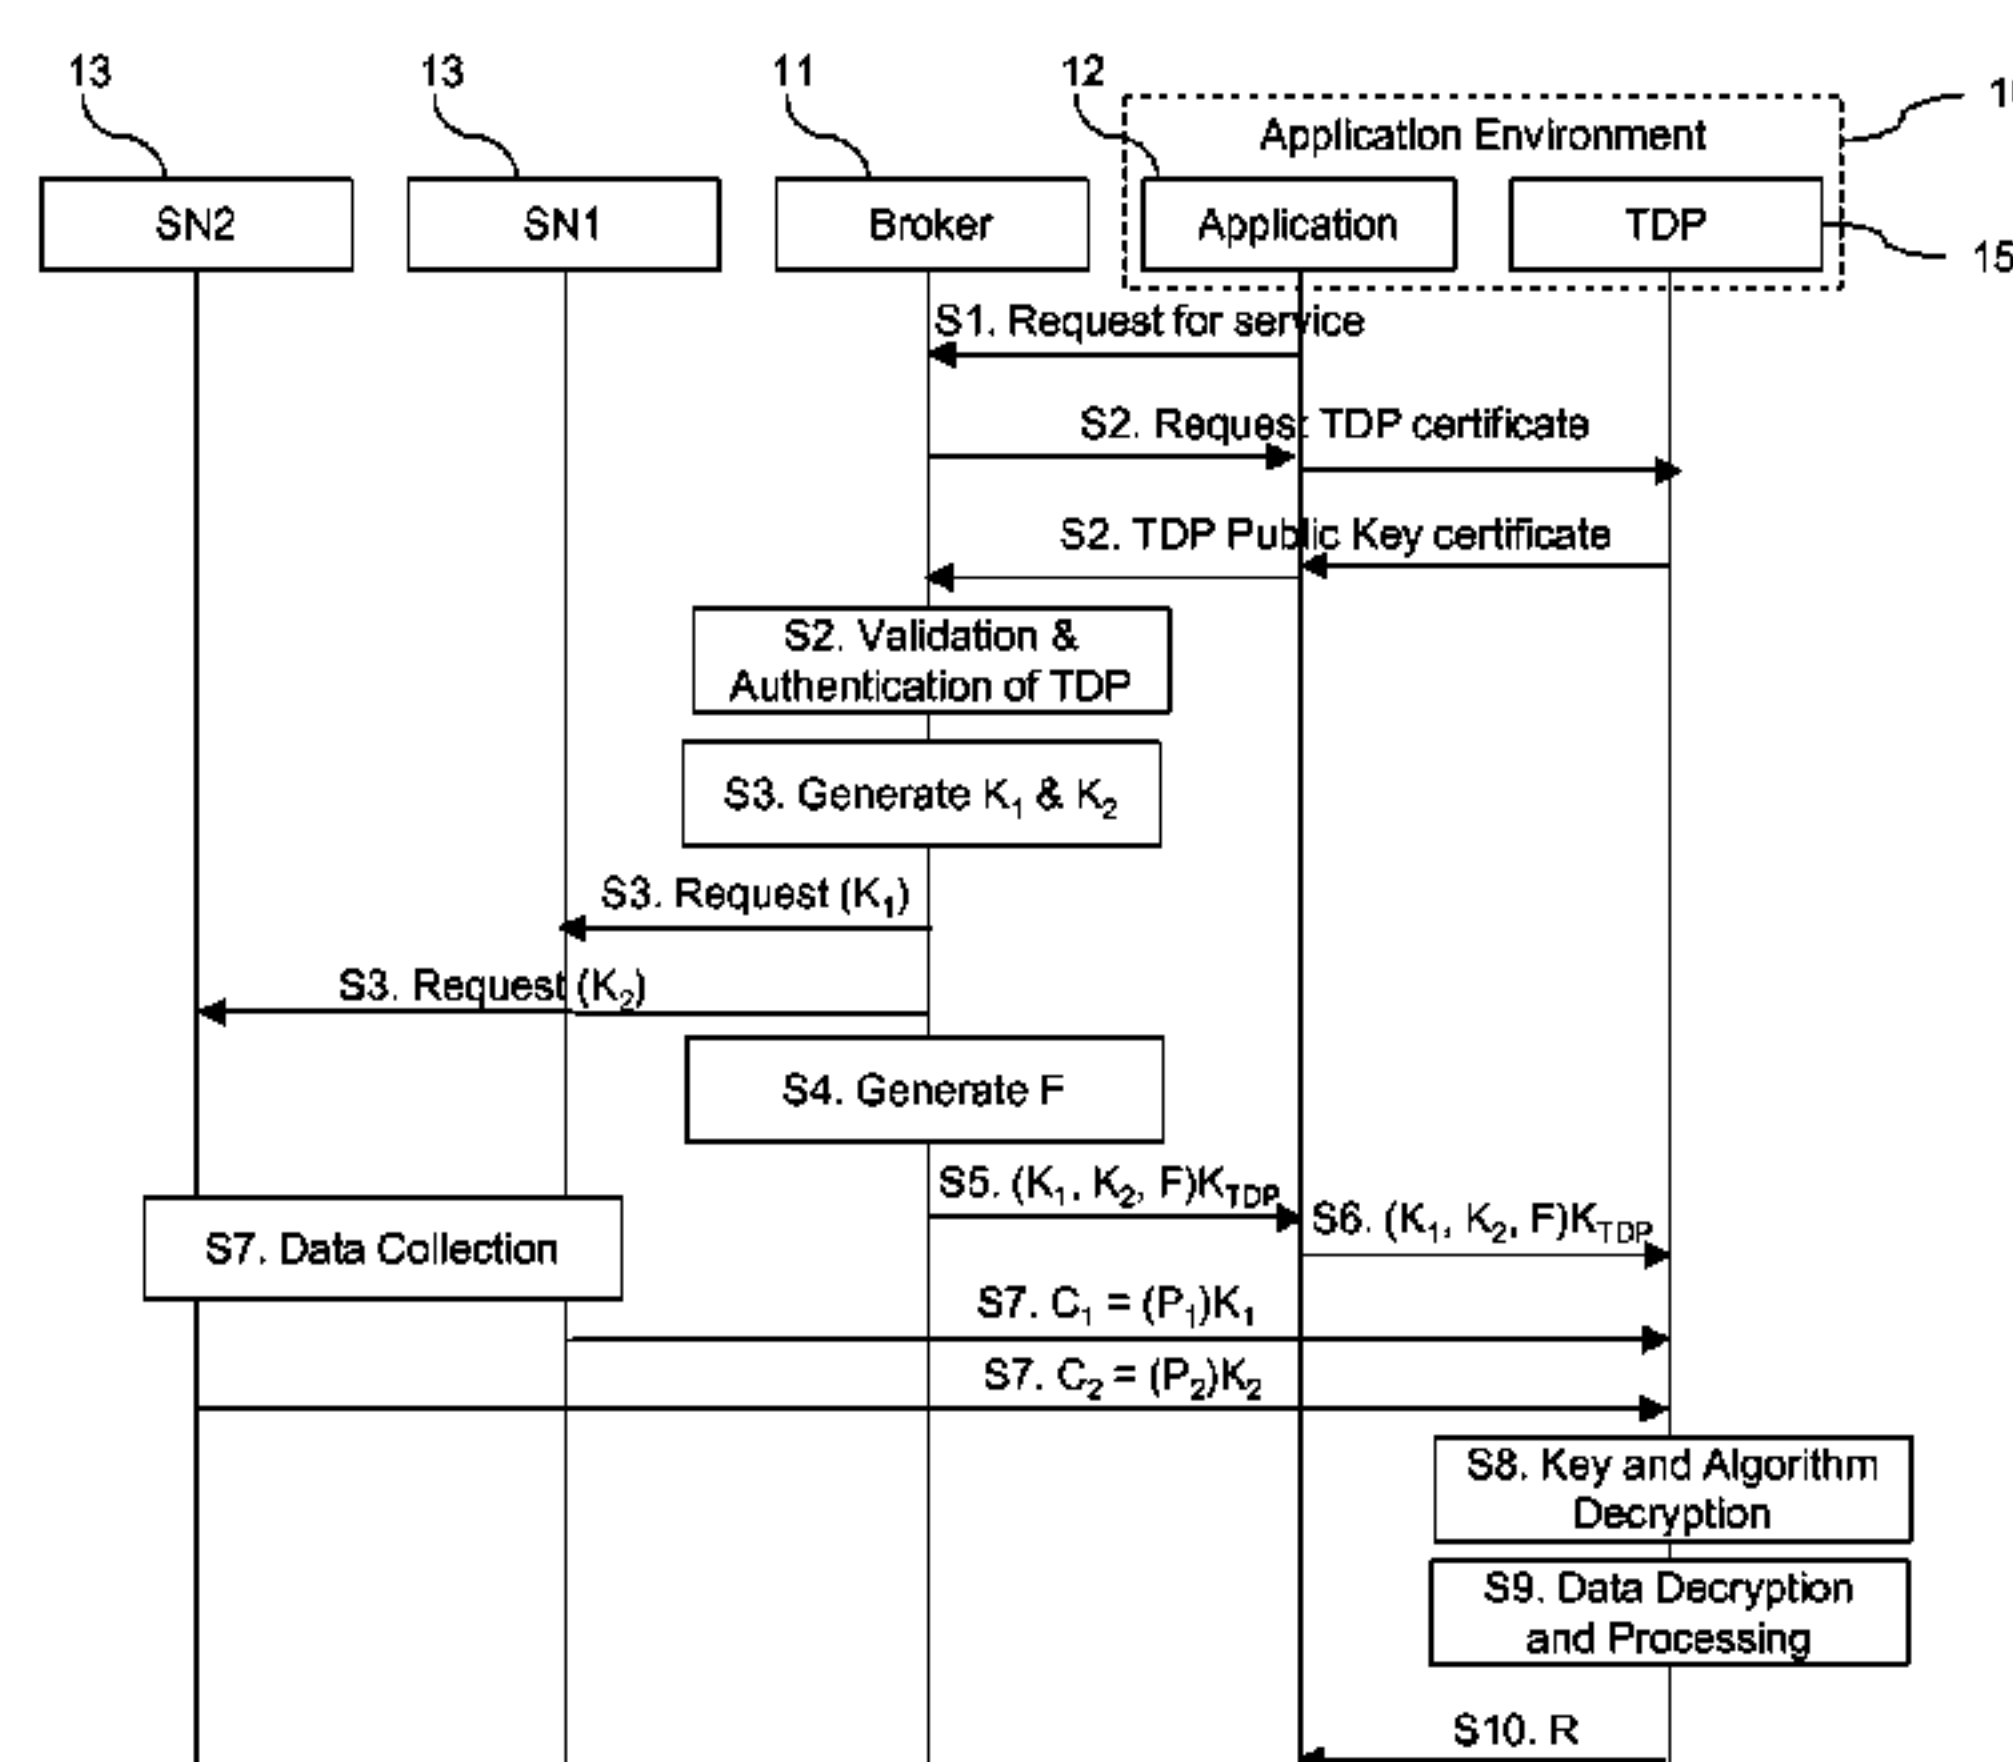 13
13
11
12
Application Environment
SN2
SN1
Broker
Application
TDP
15
S1. Request for service
S2. Request TDP certificate
S2. TDP Public Key certificate
S2. Validation &
Authentication of TDP
S3. Generate K₁ & K₂
S3. Request (K₁)
S3. Request (K₂)
S4. Generate F
S5. (K₁, K₂, F)K_TDP
S6. (K₁, K₂, F)K_TDP
S7. Data Collection
S7. C₁ = (P₁)K₁
S7. C₂ = (P₂)K₂
S8. Key and Algorithm
Decryption
S9. Data Decryption
and Processing
S10. R